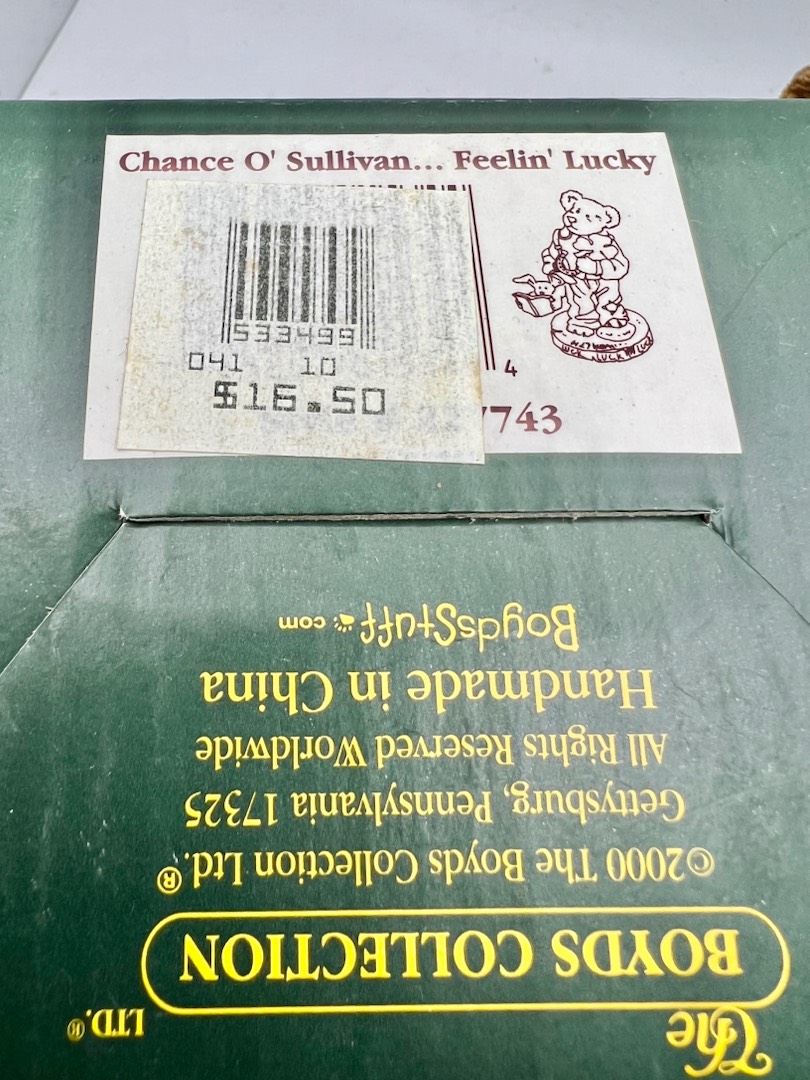 Chance O' Sullivan... Feelin' Lucky
533499
041 10
$16.50
4
7743
BoydsStuff.com
Handmade in China
All Rights Reserved Worldwide
Gettysburg, Pennsylvania 17325
©2000 The Boyds Collection Ltd.®
The
BOYDS COLLECTION
LTD.®